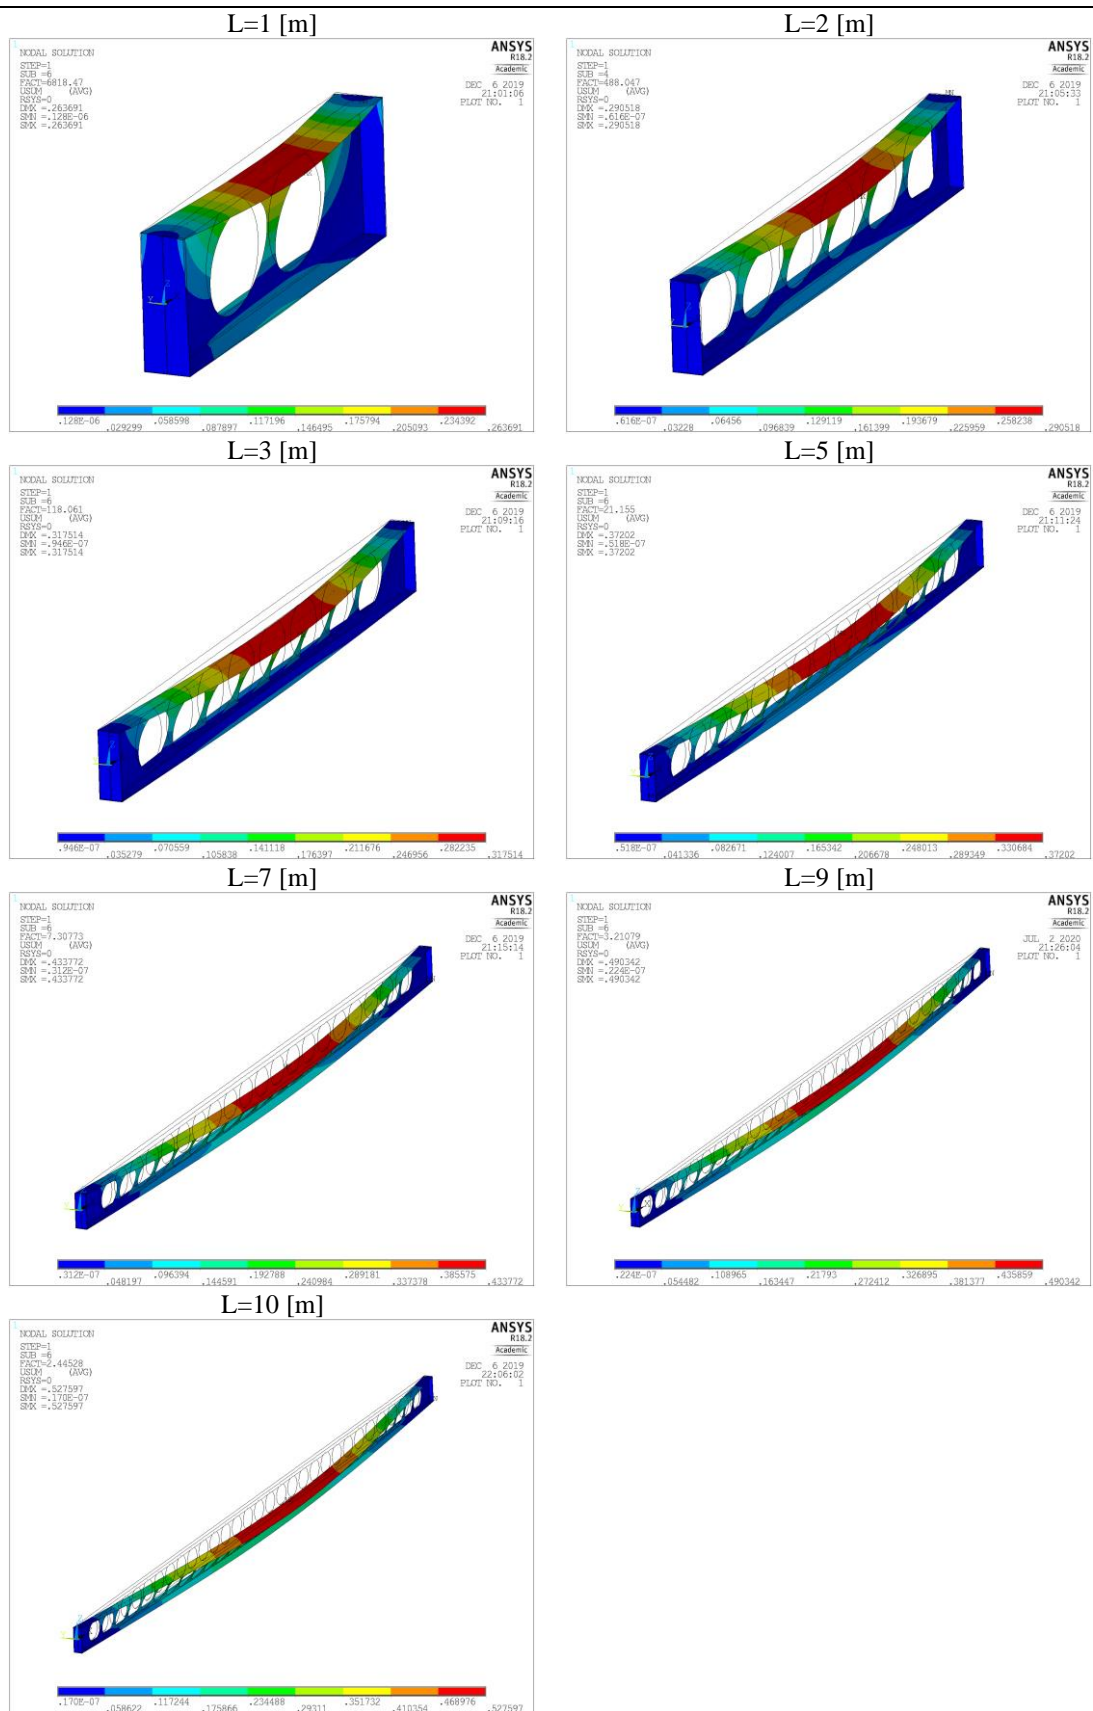 L=1 [m]
1
NODAL SOLUTION
STEP=1
SUB =6
FACT=6818.47
USUM (AVG)
RSYS=0
DMX =.263691
SMN =.128E-06
SMX =.263691
ANSYS
R18.2
Academic
DEC 6 2019
21:01:06
PLOT NO. 1
Y
Z
.128E-06 .058598 .117196 .175794 .234392
.029299 .087897 .146495 .205093 .263691
L=2 [m]
1
NODAL SOLUTION
STEP=1
SUB =4
FACT=488.047
USUM (AVG)
RSYS=0
DMX =.290518
SMN =.616E-07
SMX =.290518
ANSYS
R18.2
Academic
DEC 6 2019
21:05:33
PLOT NO. 1
MN
Z
.616E-07 .06456 .129119 .193679 .258238
.03228 .096839 .161399 .225959 .290518
L=3 [m]
1
NODAL SOLUTION
STEP=1
SUB =6
FACT=118.061
USUM (AVG)
RSYS=0
DMX =.317514
SMN =.946E-07
SMX =.317514
ANSYS
R18.2
Academic
DEC 6 2019
21:09:16
PLOT NO. 1
Z
.946E-07 .070559 .141118 .211676 .282235
.035279 .105838 .176397 .246956 .317514
L=5 [m]
1
NODAL SOLUTION
STEP=1
SUB =6
FACT=21.155
USUM (AVG)
RSYS=0
DMX =.37202
SMN =.518E-07
SMX =.37202
ANSYS
R18.2
Academic
DEC 6 2019
21:11:24
PLOT NO. 1
.518E-07 .082671 .165342 .248013 .330684
.041336 .124007 .206678 .289349 .37202
L=7 [m]
1
NODAL SOLUTION
STEP=1
SUB =6
FACT=7.30773
USUM (AVG)
RSYS=0
DMX =.433772
SMN =.312E-07
SMX =.433772
ANSYS
R18.2
Academic
DEC 6 2019
21:15:14
PLOT NO. 1
Y
.312E-07 .096394 .192788 .289181 .385575
.048197 .144591 .240984 .337378 .433772
L=9 [m]
1
NODAL SOLUTION
STEP=1
SUB =6
FACT=3.21079
USUM (AVG)
RSYS=0
DMX =.490342
SMN =.224E-07
SMX =.490342
ANSYS
R18.2
Academic
JUL 2 2020
21:26:04
PLOT NO. 1
Z
Y
X
.224E-07 .108965 .21793 .326895 .435859
.054482 .163447 .272412 .381377 .490342
L=10 [m]
1
NODAL SOLUTION
STEP=1
SUB =6
FACT=2.44528
USUM (AVG)
RSYS=0
DMX =.527597
SMN =.170E-07
SMX =.527597
ANSYS
R18.2
Academic
DEC 6 2019
22:06:02
PLOT NO. 1
Z
Y
.170E-07 .117244 .234488 .351732 .468976
.058622 .175866 .29311 .410354 .527597